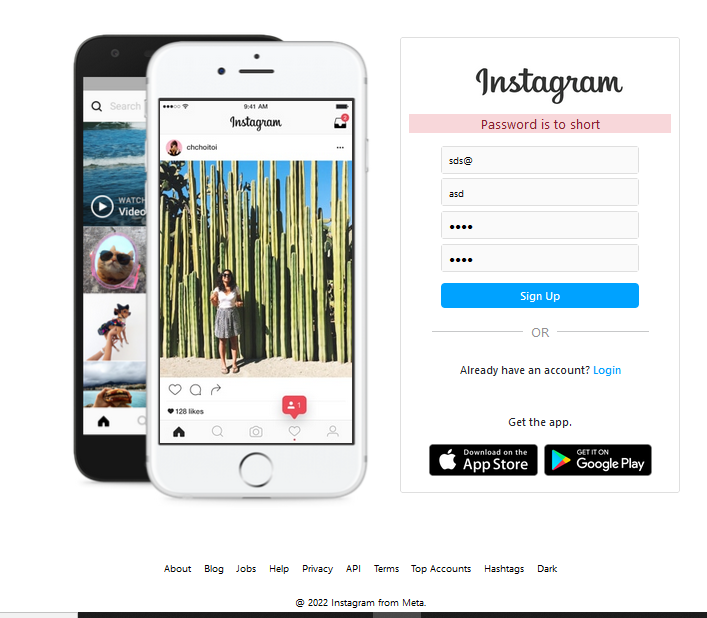 Search
WATCH
Video
9:41 AM
Instagram
2
chchoitoi
128 likes
1
Instagram
Password is to short
sds@
asd
Sign Up
OR
Already have an account? Login
Get the app.
Download on the
App Store
GET IT ON
Google Play
About Blog Jobs Help Privacy API Terms Top Accounts Hashtags Dark
@ 2022 Instagram from Meta.